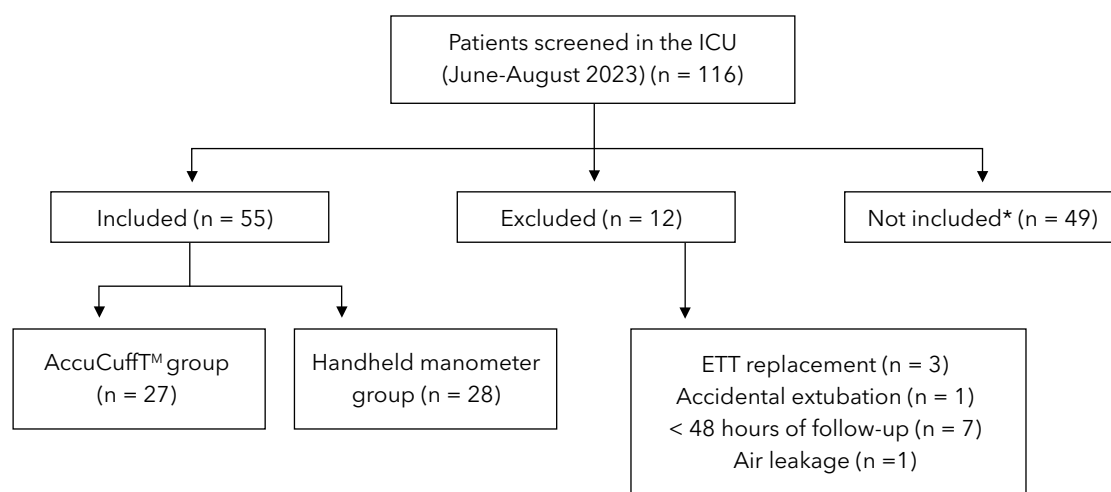 Patients screened in the ICU
(June-August 2023) (n = 116)
Included (n = 55)
Excluded (n = 12)
Not included* (n = 49)
AccuCuffT™ group
(n = 27)
Handheld manometer
group (n = 28)
ETT replacement (n = 3)
Accidental extubation (n = 1)
< 48 hours of follow-up (n = 7)
Air leakage (n =1)